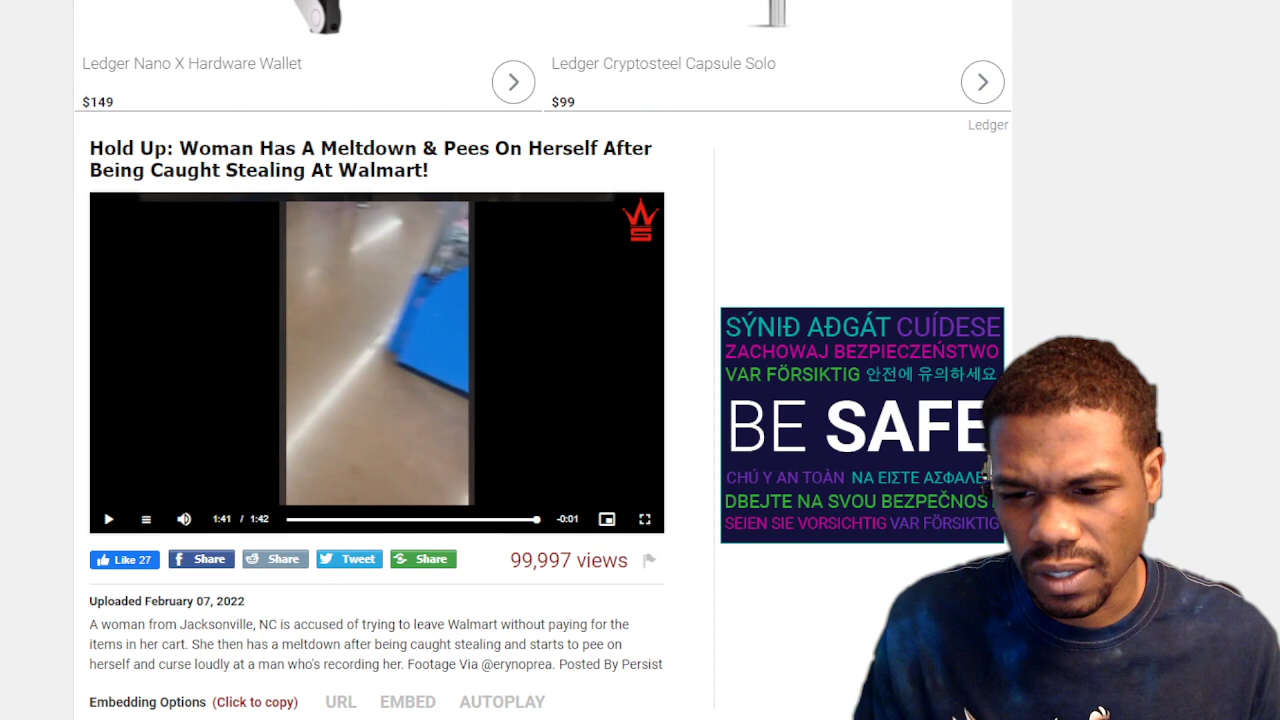 Ledger Nano X Hardware Wallet
$149
Ledger Cryptosteel Capsule Solo
$99
Ledger
Hold Up: Woman Has A Meltdown & Pees On Herself After
Being Caught Stealing At Walmart!
WS
1:41 / 1:42
-0:01
Like 27
Share
Share
Tweet
Share
99,997 views
Uploaded February 07, 2022
A woman from Jacksonville, NC is accused of trying to leave Walmart without paying for the
items in her cart. She then has a meltdown after being caught stealing and starts to pee on
herself and curse loudly at a man who's recording her. Footage Via @erynoprea. Posted By Persist
Embedding Options (Click to copy) URL EMBED AUTOPLAY
SÝNIÐ AÐGÁT CUÍDESE
ZACHOWAJ BEZPIECZEŃSTWO
VAR FÖRSIKTIG 안전에 유의하세요
BE SAFE
CHÚ Ý AN TOÀN ΝΑ ΕΙΣΤΕ ΑΣΦΑΛΕ
DBEJTE NA SVOU BEZPEČNOS
SEIEN SIE VORSICHTIG VAR FÖRSIKTIG